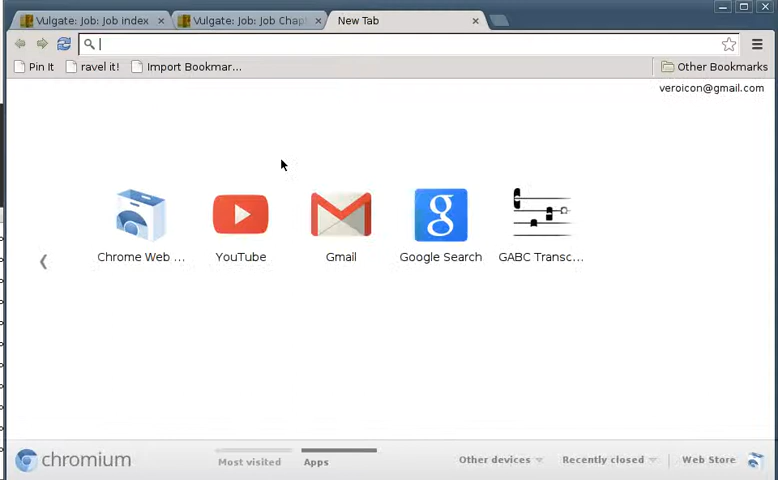 Vulgate: Job: Job index
Vulgate: Job: Job Chapt
New Tab
Pin It
ravel it!
Import Bookmar...
Other Bookmarks
veroicon@gmail.com
Chrome Web ...
YouTube
Gmail
g
Google Search
GABC Transc...
chromium
Most visited
Apps
Other devices
Recently closed
Web Store